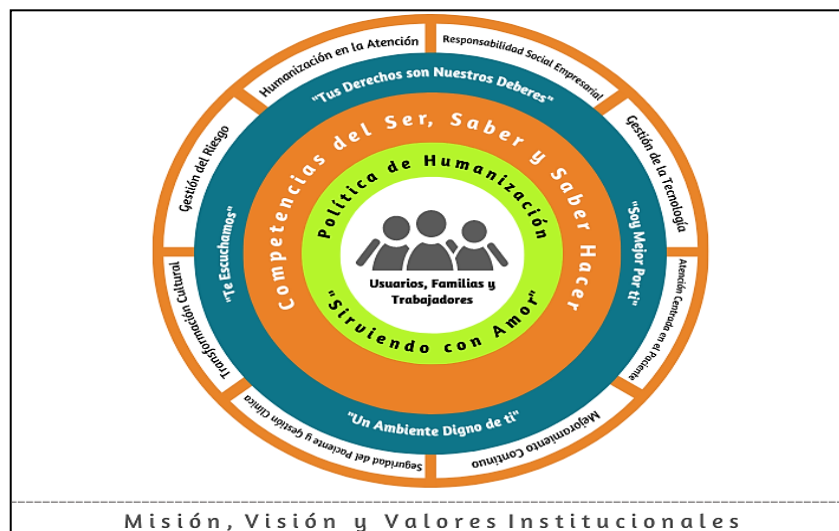 Humanización en la Atención
Responsabilidad Social Empresarial
Gestión de la Tecnología
Atención Centrada en el Paciente
Mejoramiento Continuo
Seguridad del Paciente y Gestión Clínica
Transformación Cultural
Gestión del Riesgo
"Tus Derechos son Nuestros Deberes"
"Soy Mejor Por ti"
"Un Ambiente Digno de ti"
"Te Escuchamos"
Competencias del Ser, Saber y Saber Hacer
Política de Humanización
"Sirviendo con Amor"
Usuarios, Familias y
Trabajadores
Misión, Visión y Valores Institucionales